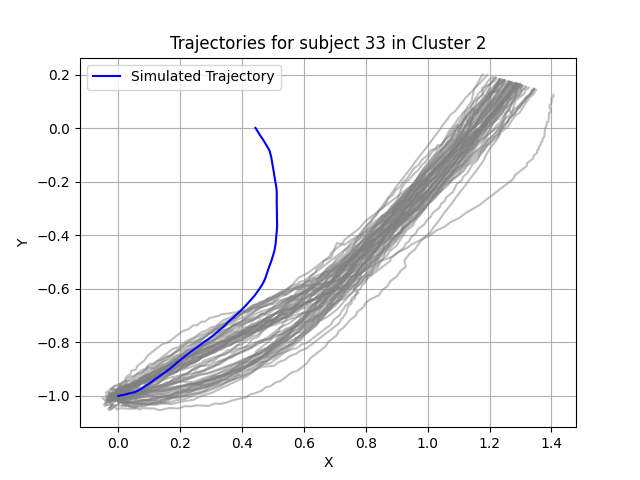 Trajectories for subject 33 in Cluster 2
Simulated Trajectory
Y
0.2
0.0
−0.2
−0.4
−0.6
−0.8
−1.0
0.0 0.2 0.4 0.6 0.8 1.0 1.2 1.4
X